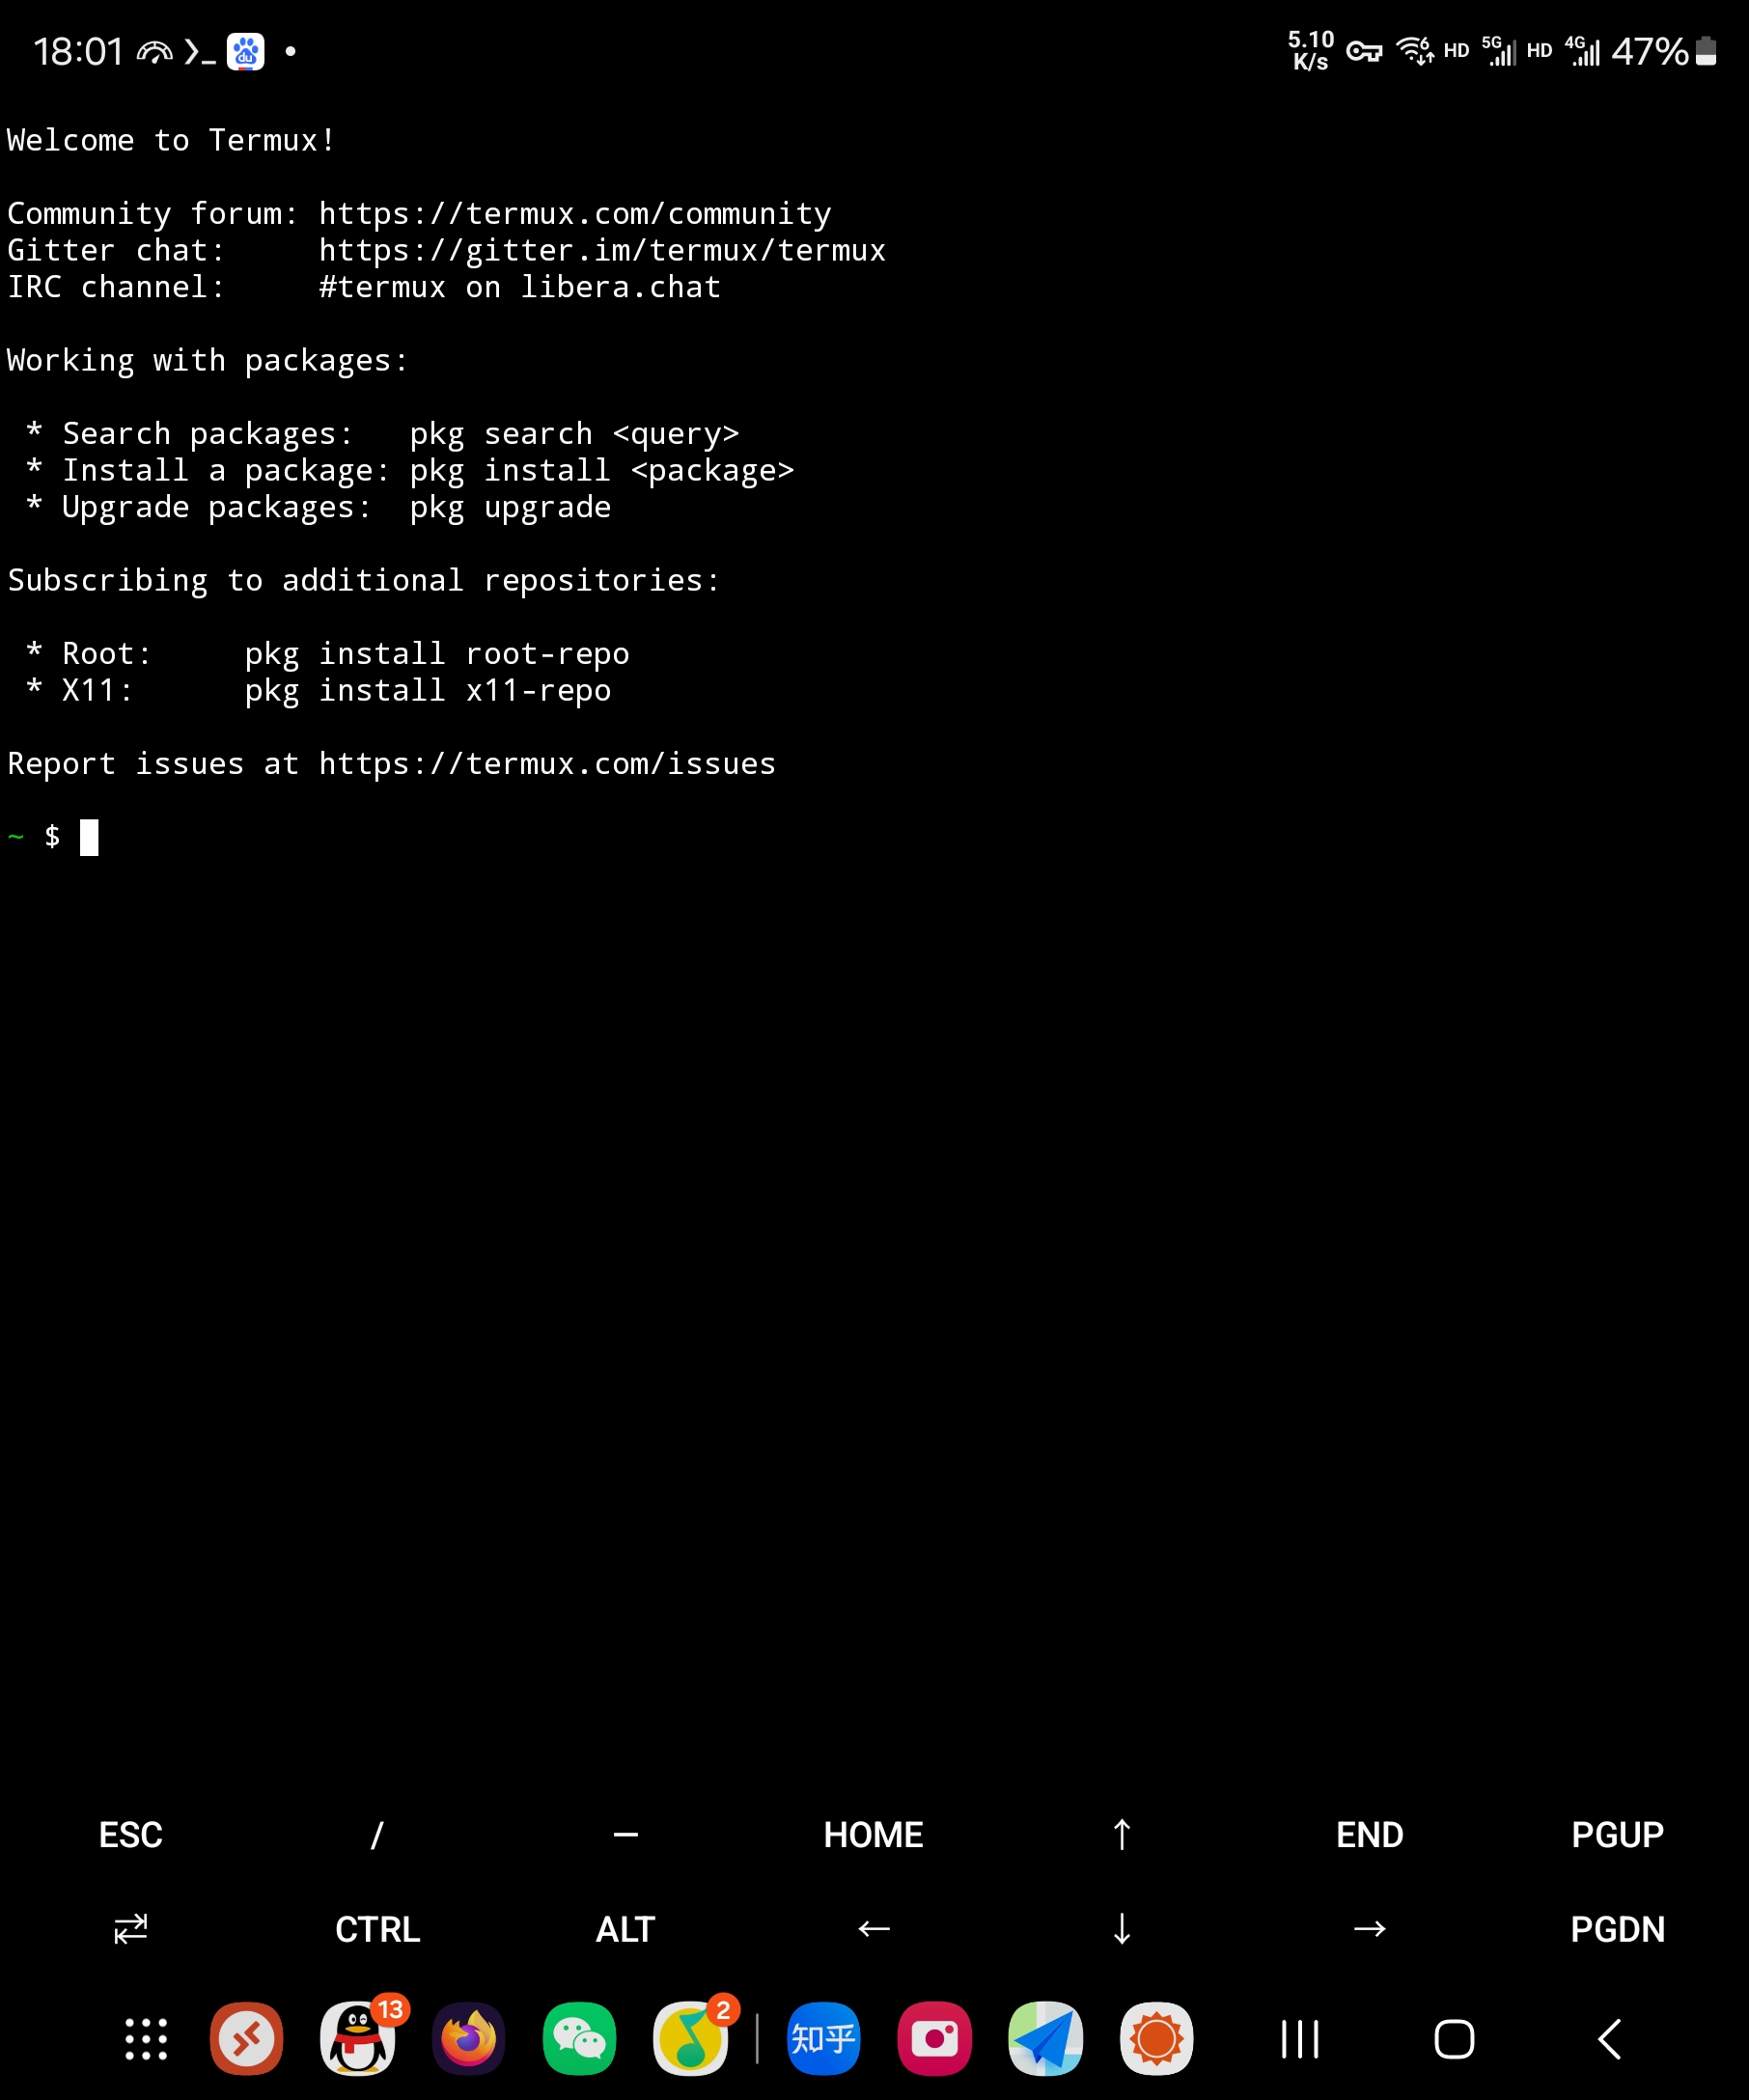 18:01 du 5.10 K/s 6 HD 5G HD 4G 47%
Welcome to Termux!
Community forum: https://termux.com/community
Gitter chat:     https://gitter.im/termux/termux
IRC channel:     #termux on libera.chat
Working with packages:
 * Search packages:   pkg search <query>
 * Install a package: pkg install <package>
 * Upgrade packages:  pkg upgrade
Subscribing to additional repositories:
 * Root:     pkg install root-repo
 * X11:      pkg install x11-repo
Report issues at https://termux.com/issues
~ $
ESC / — HOME ↑ END PGUP
⇄ CTRL ALT ← ↓ → PGDN
13 2 知乎